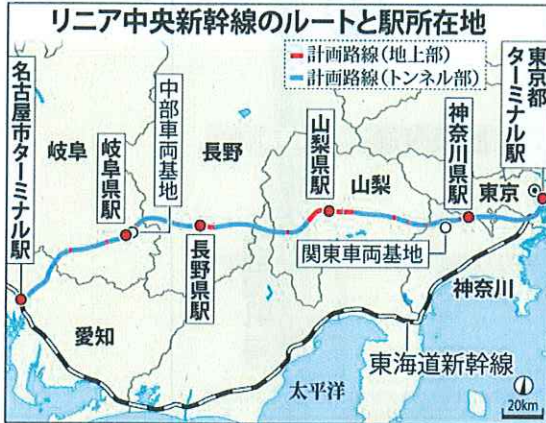 リニア中央新幹線のルートと駅所在地
計画路線(地上部)
計画路線(トンネル部)
名古屋市ターミナル駅
岐阜
岐阜県駅
中部車両基地
長野
長野県駅
山梨県駅
山梨
関東車両基地
神奈川県駅
東京
東京都
ターミナル駅
神奈川
愛知
東海道新幹線
太平洋
20km